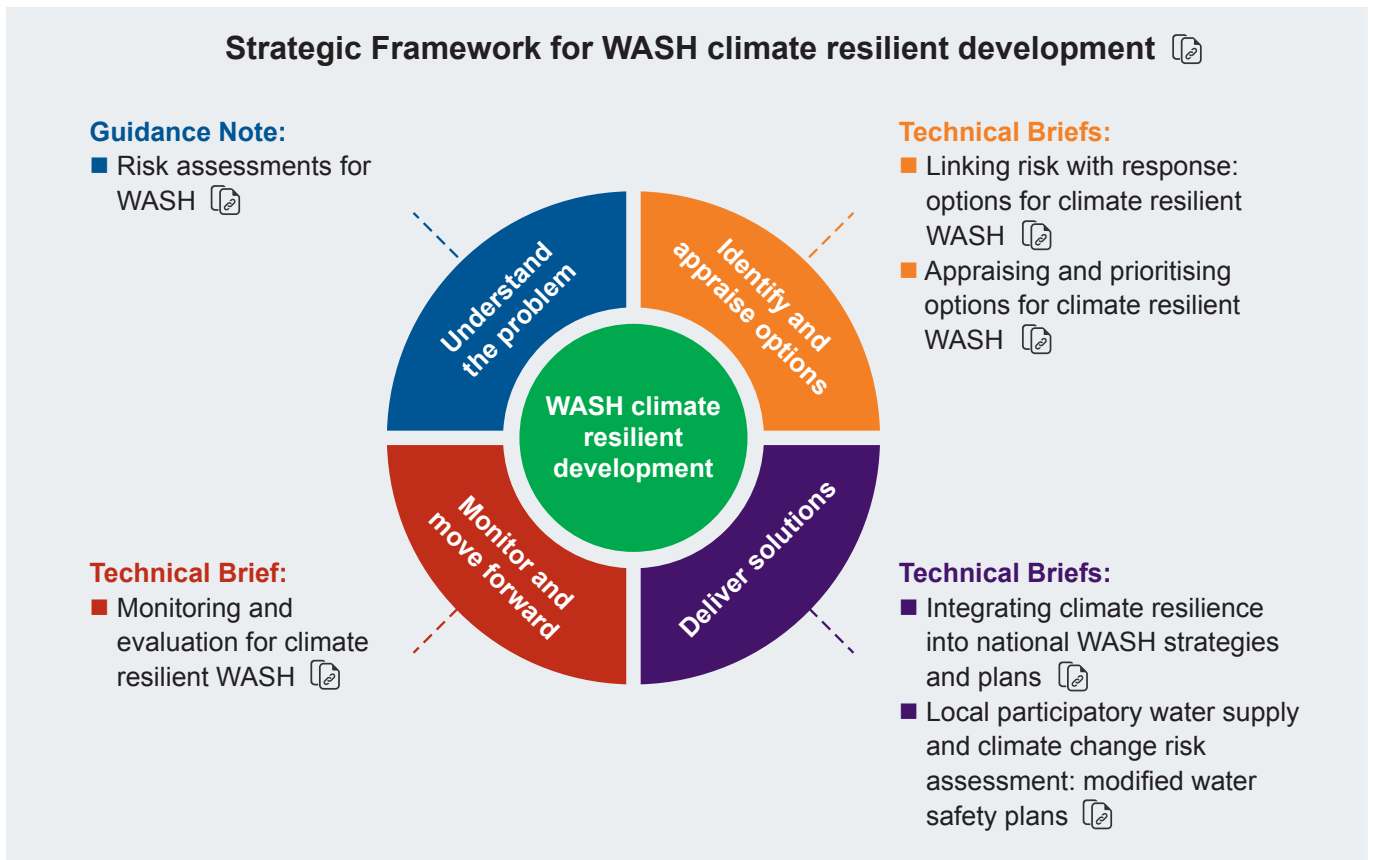 Strategic Framework for WASH climate resilient development
Guidance Note:
■ Risk assessments for
WASH
Technical Briefs:
■ Linking risk with response:
options for climate resilient
WASH
■ Appraising and prioritising
options for climate resilient
WASH
Understand
the problem
Identify and
appraise options
WASH climate
resilient
development
Monitor and
move forward
Deliver solutions
Technical Brief:
■ Monitoring and
evaluation for climate
resilient WASH
Technical Briefs:
■ Integrating climate resilience
into national WASH strategies
and plans
■ Local participatory water supply
and climate change risk
assessment: modified water
safety plans